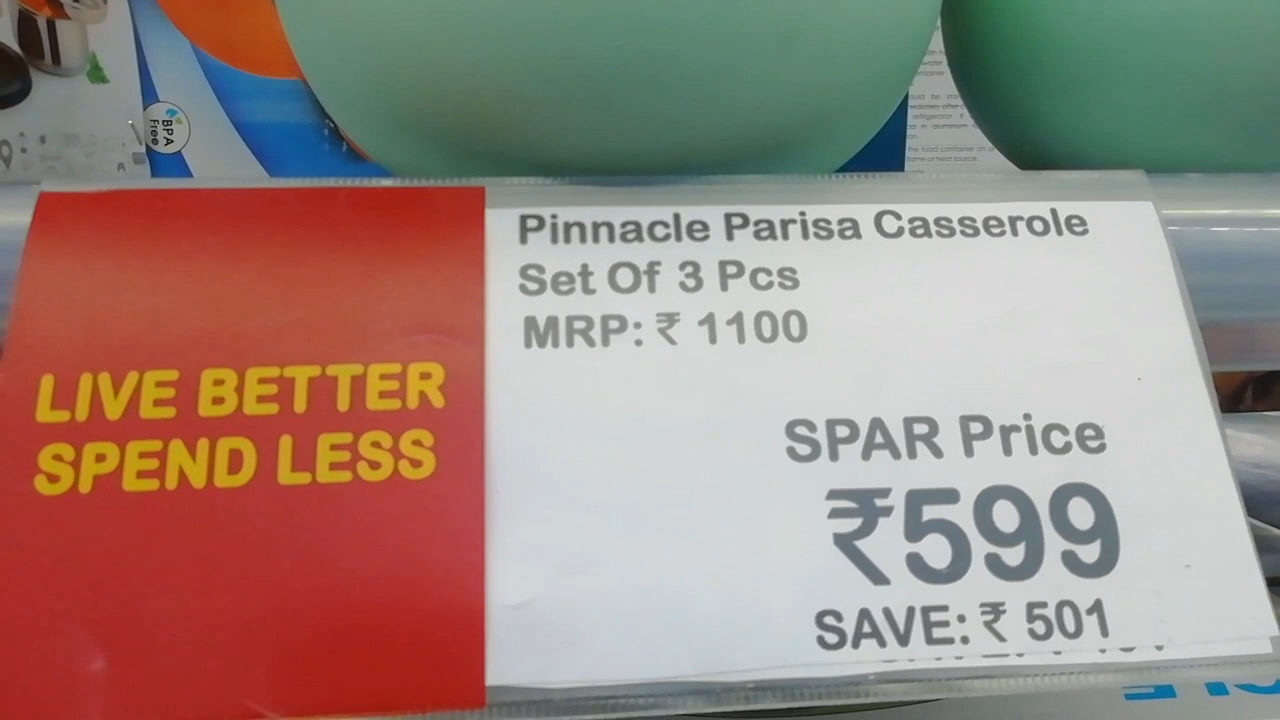 BPA
Free
Pinnacle Parisa Casserole
Set Of 3 Pcs
MRP: ₹ 1100
LIVE BETTER
SPEND LESS
SPAR Price
₹599
SAVE: ₹ 501